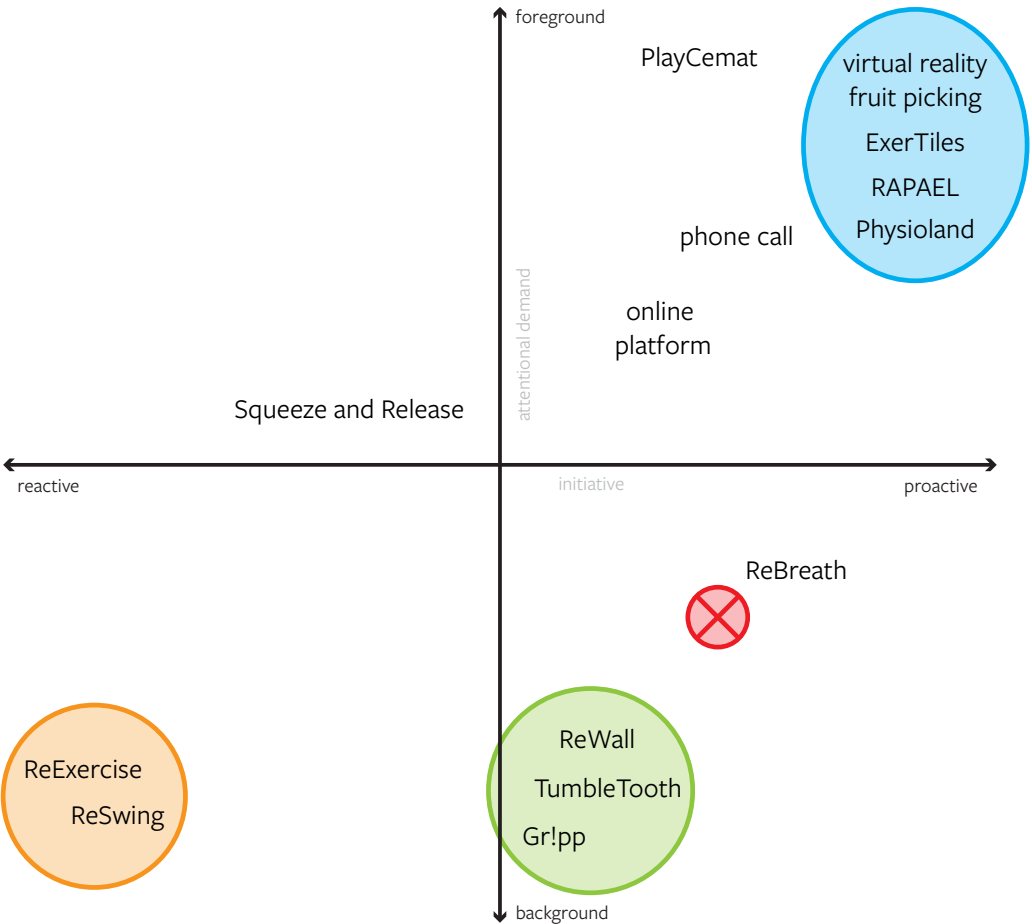 foreground
PlayCemat
virtual reality
fruit picking
ExerTiles
RAPAEL
Physioland
phone call
attentional demand
online
platform
Squeeze and Release
reactive
initiative
proactive
ReBreath
ReWall
ReExercise
TumbleTooth
ReSwing
Gr!pp
background